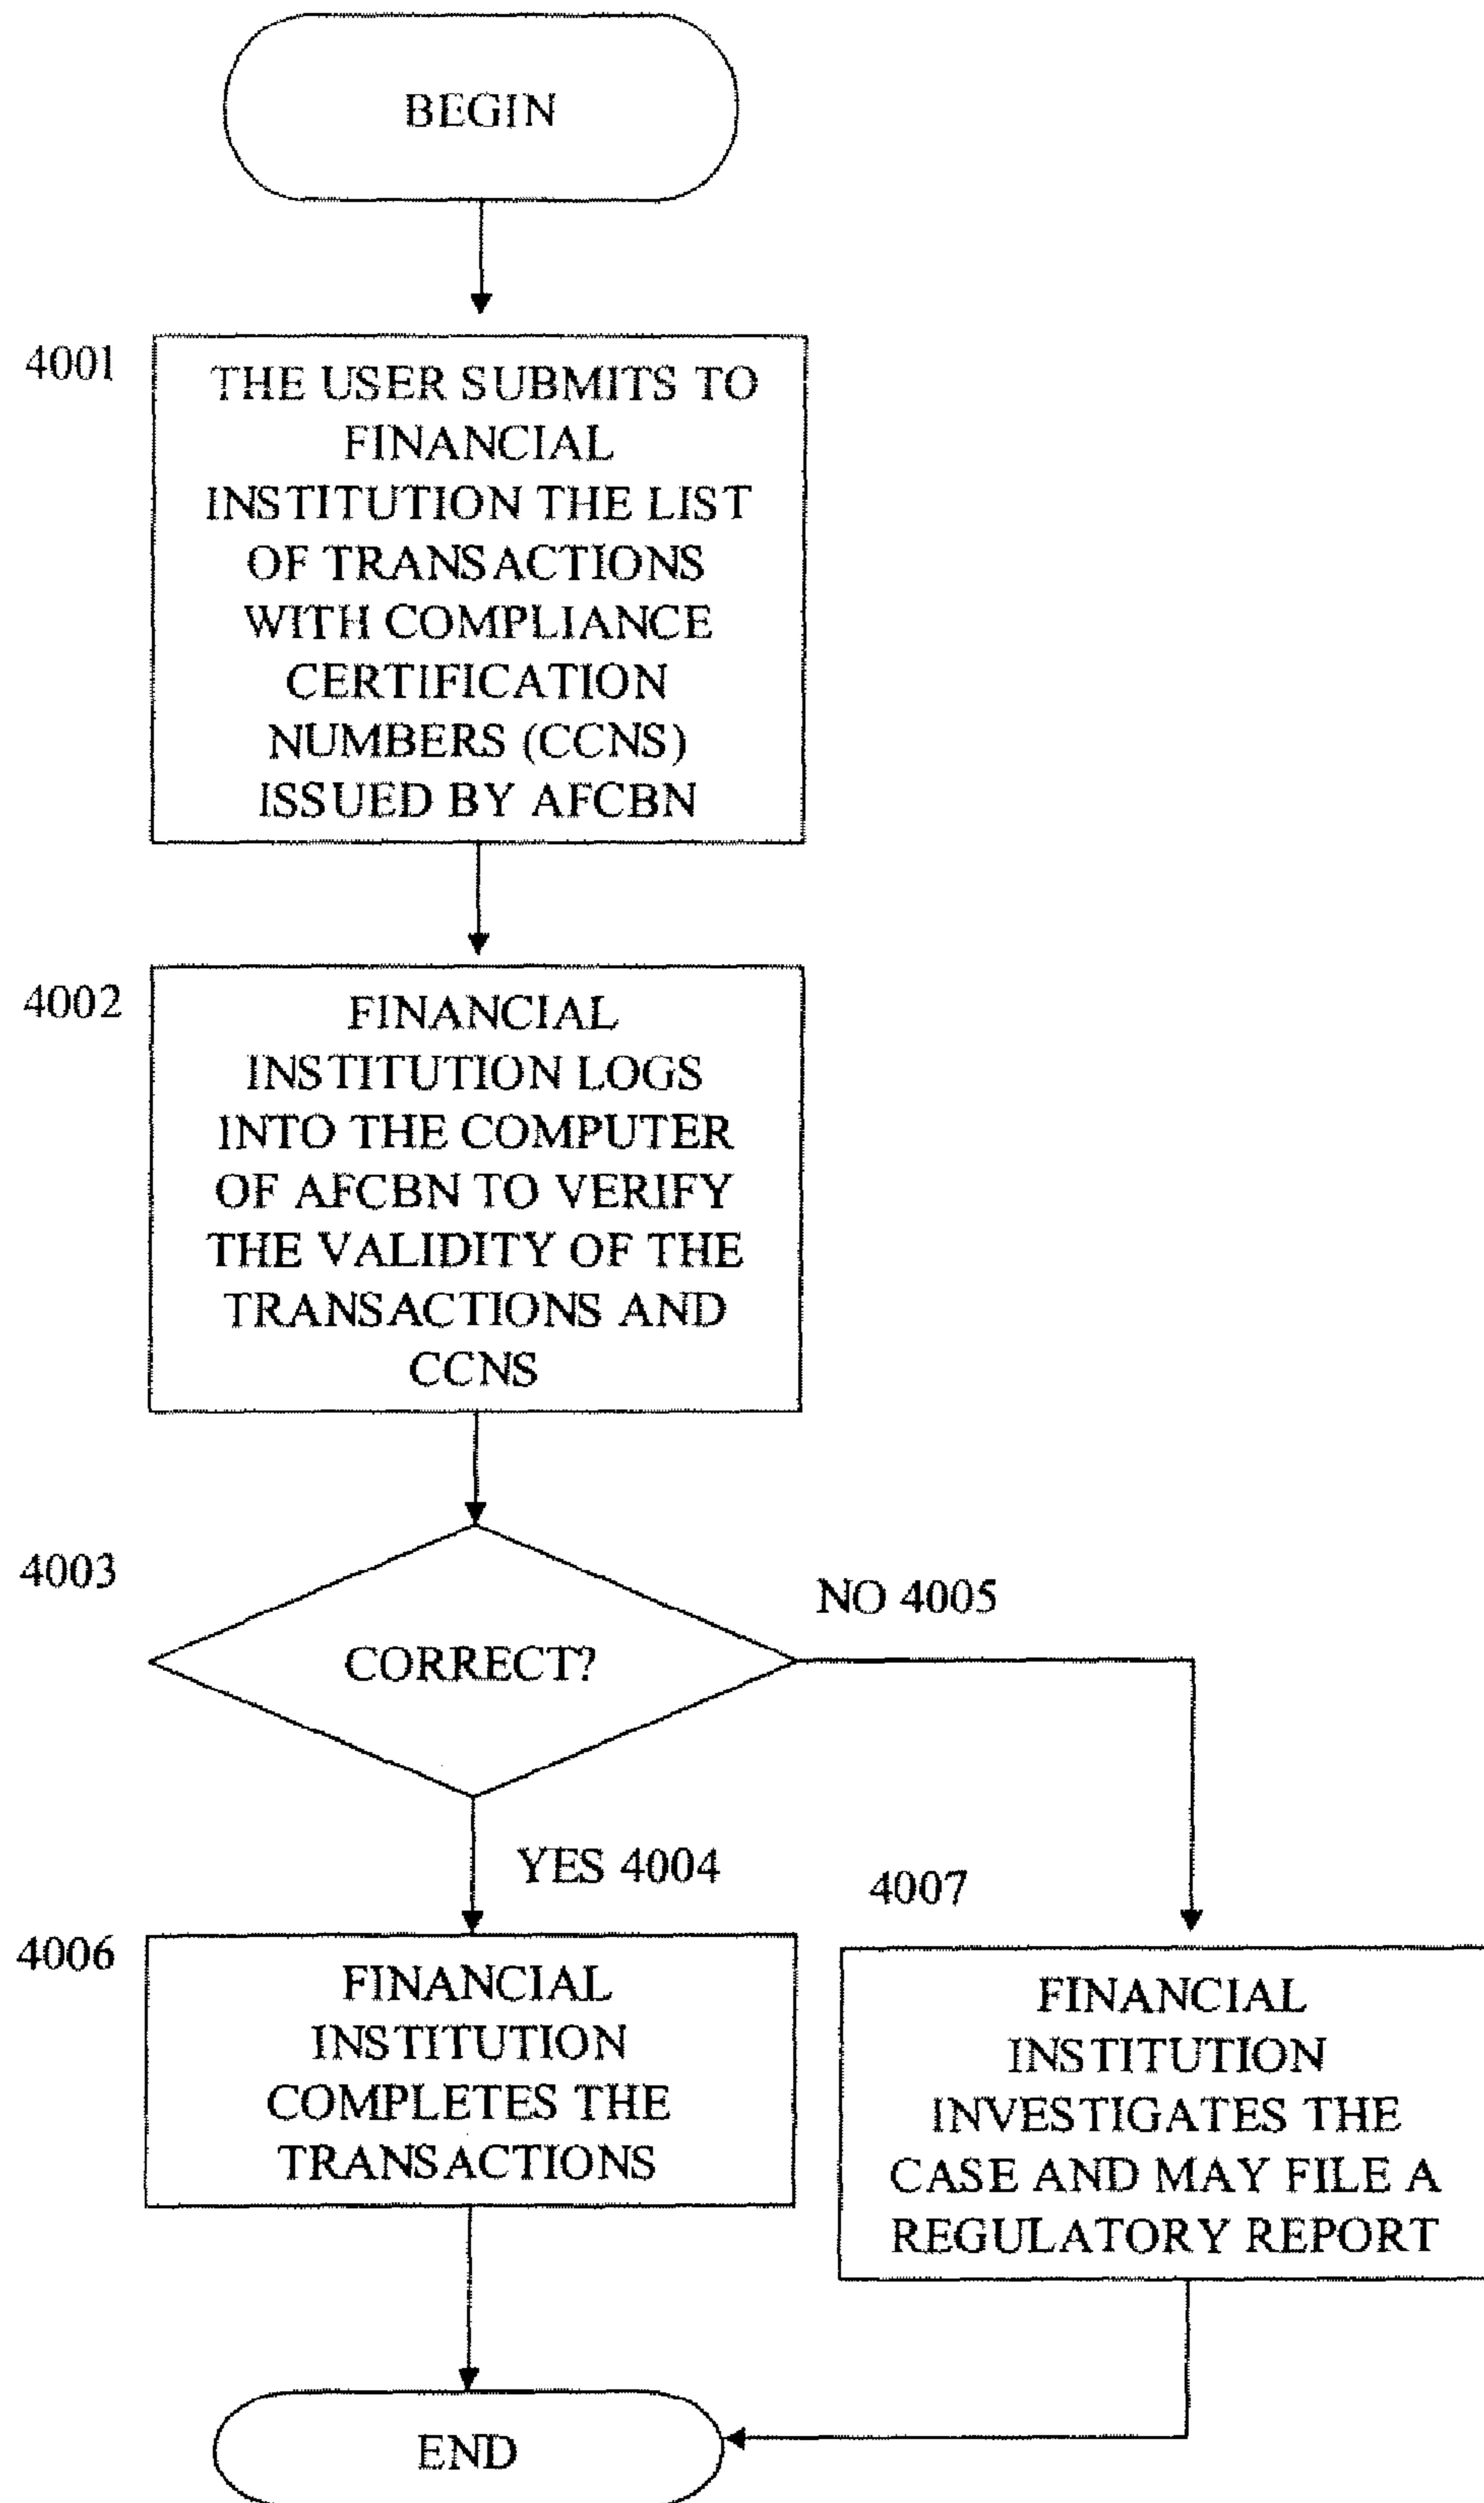 BEGIN
4001
THE USER SUBMITS TO
FINANCIAL
INSTITUTION THE LIST
OF TRANSACTIONS
WITH COMPLIANCE
CERTIFICATION
NUMBERS (CCNS)
ISSUED BY AFCBN
4002
FINANCIAL
INSTITUTION LOGS
INTO THE COMPUTER
OF AFCBN TO VERIFY
THE VALIDITY OF THE
TRANSACTIONS AND
CCNS
4003
CORRECT?
NO 4005
YES 4004
4006
FINANCIAL
INSTITUTION
COMPLETES THE
TRANSACTIONS
4007
FINANCIAL
INSTITUTION
INVESTIGATES THE
CASE AND MAY FILE A
REGULATORY REPORT
END